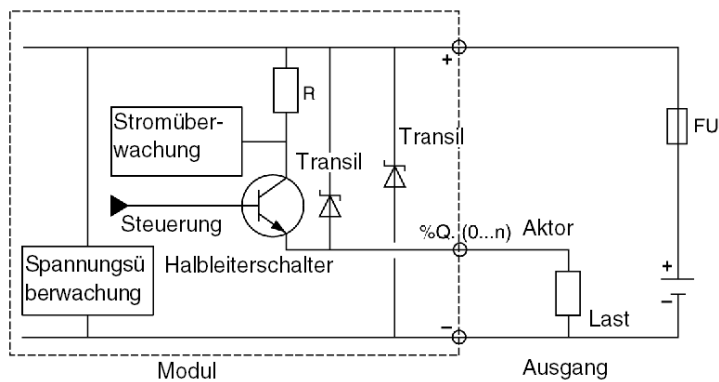 +
R
FU
Stromüber-
wachung
Transil
Transil
Steuerung
%Q. (0...n)
Aktor
Halbleiterschalter
Spannungsü
berwachung
+
−
Last
−
Modul
Ausgang